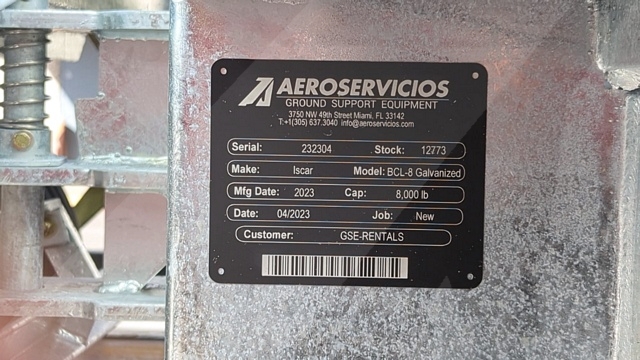 AEROSERVICIOS
GROUND SUPPORT EQUIPMENT
3750 NW 49th Street Miami, FL 33142
T:+1(305) 637.3040 info@aeroservicios.com
Serial: 232304 Stock: 12773
Make: Iscar Model: BCL-8 Galvanized
Mfg Date: 2023 Cap: 8,000 lb
Date: 04/2023 Job: New
Customer: GSE-RENTALS